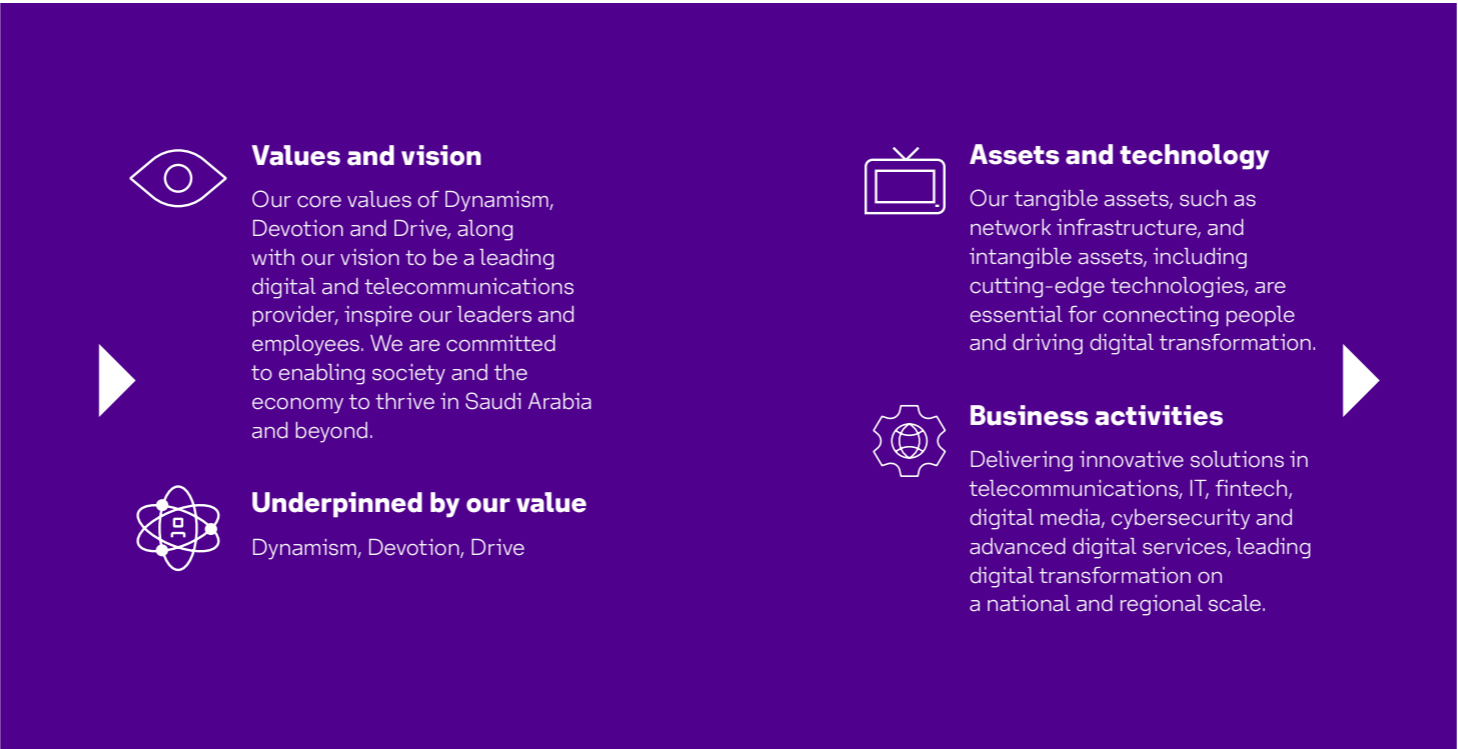 Values and vision
Our core values of Dynamism,
Devotion and Drive, along
with our vision to be a leading
digital and telecommunications
provider, inspire our leaders and
employees. We are committed
to enabling society and the
economy to thrive in Saudi Arabia
and beyond.
Underpinned by our value
Dynamism, Devotion, Drive
Assets and technology
Our tangible assets, such as
network infrastructure, and
intangible assets, including
cutting-edge technologies, are
essential for connecting people
and driving digital transformation.
Business activities
Delivering innovative solutions in
telecommunications, IT, fintech,
digital media, cybersecurity and
advanced digital services, leading
digital transformation on
a national and regional scale.